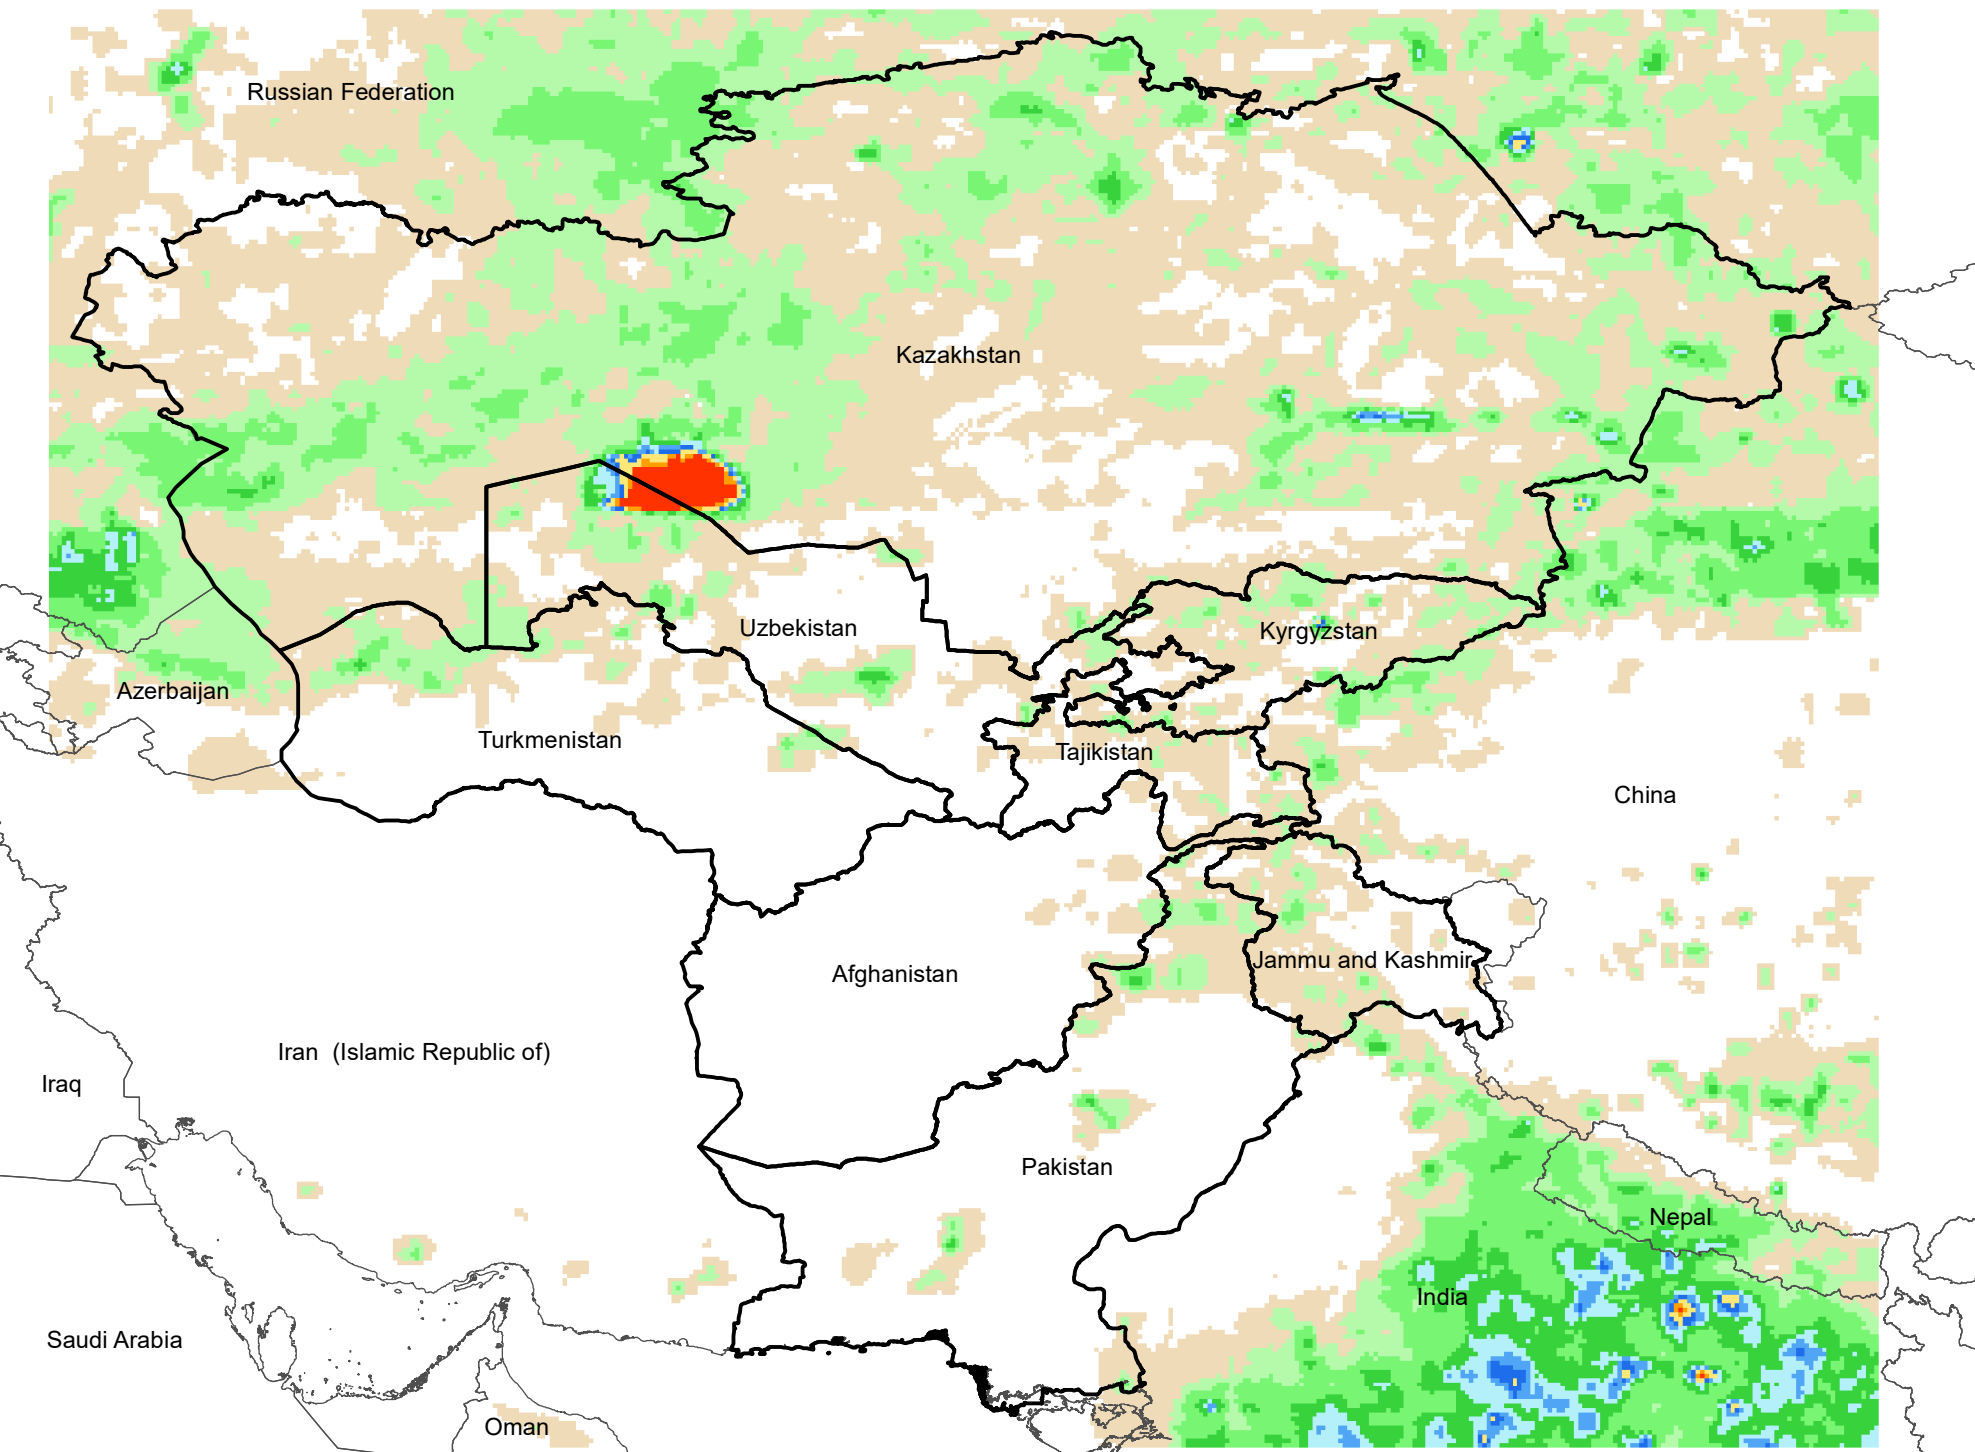 Russian Federation
Kazakhstan
Uzbekistan
Kyrgyzstan
Azerbaijan
Turkmenistan
Tajikistan
China
Jammu and Kashmir
Afghanistan
Iran (Islamic Republic of)
Iraq
Pakistan
Nepal
India
Saudi Arabia
Oman